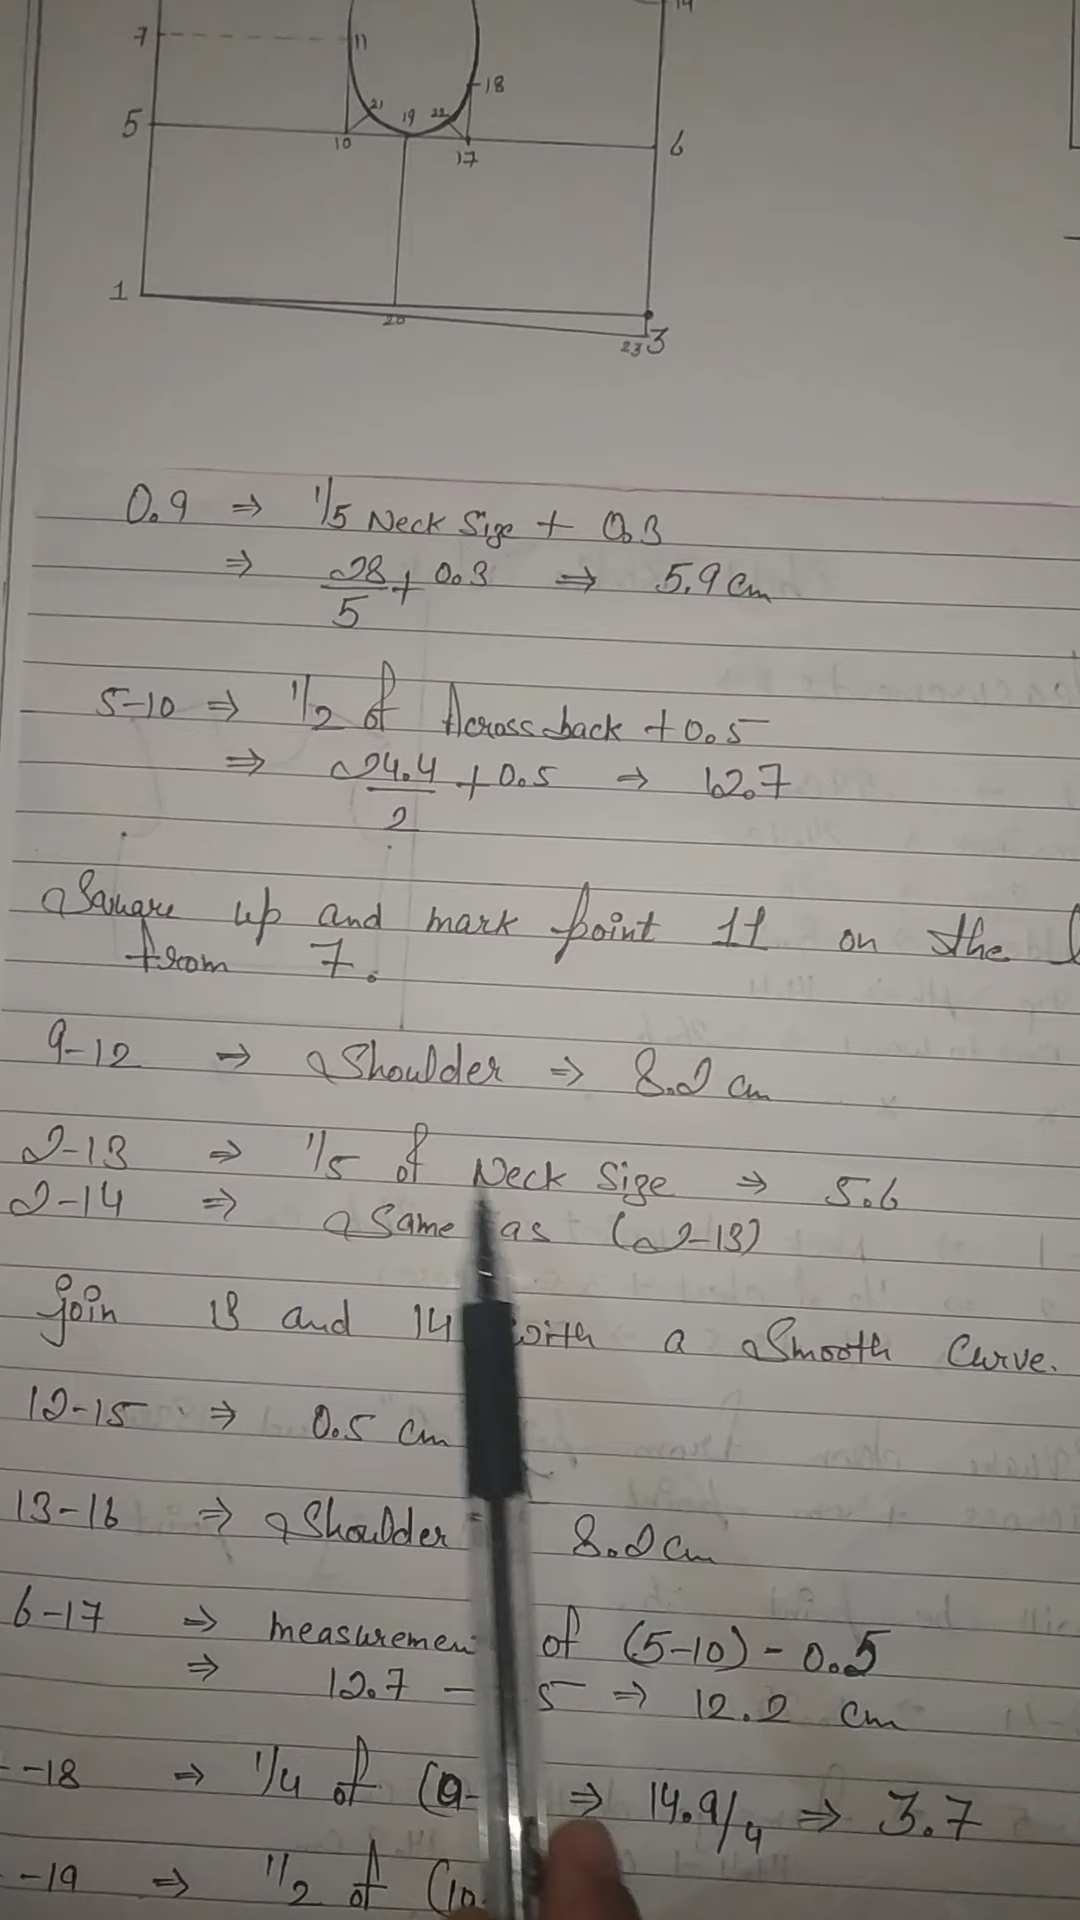 14
7
11
18
21
19
22
5
10
17
6
1
20
23
3
0.9 ⇒ 1/5 Neck Size + 0.3
⇒ 28/5 + 0.3 ⇒ 5.9 cm
5-10 ⇒ 1/2 of Across back + 0.5
⇒ 24.4/2 + 0.5 ⇒ 12.7
Square up and mark point 11 on the
from 7.
9-12 ⇒ Shoulder ⇒ 8.2 cm
2-13 ⇒ 1/5 of Neck Size ⇒ 5.6
2-14 ⇒ Same as (2-13)
join 13 and 14 with a Smooth Curve.
12-15 ⇒ 0.5 cm
13-16 ⇒ Shoulder 8.2 cm
6-17 ⇒ measuremen of (5-10) - 0.5
⇒ 12.7 - 5 ⇒ 12.2 cm
-18 ⇒ 1/4 of ( ⇒ 14.9/4 ⇒ 3.7
-19 ⇒ 1/2 of (10